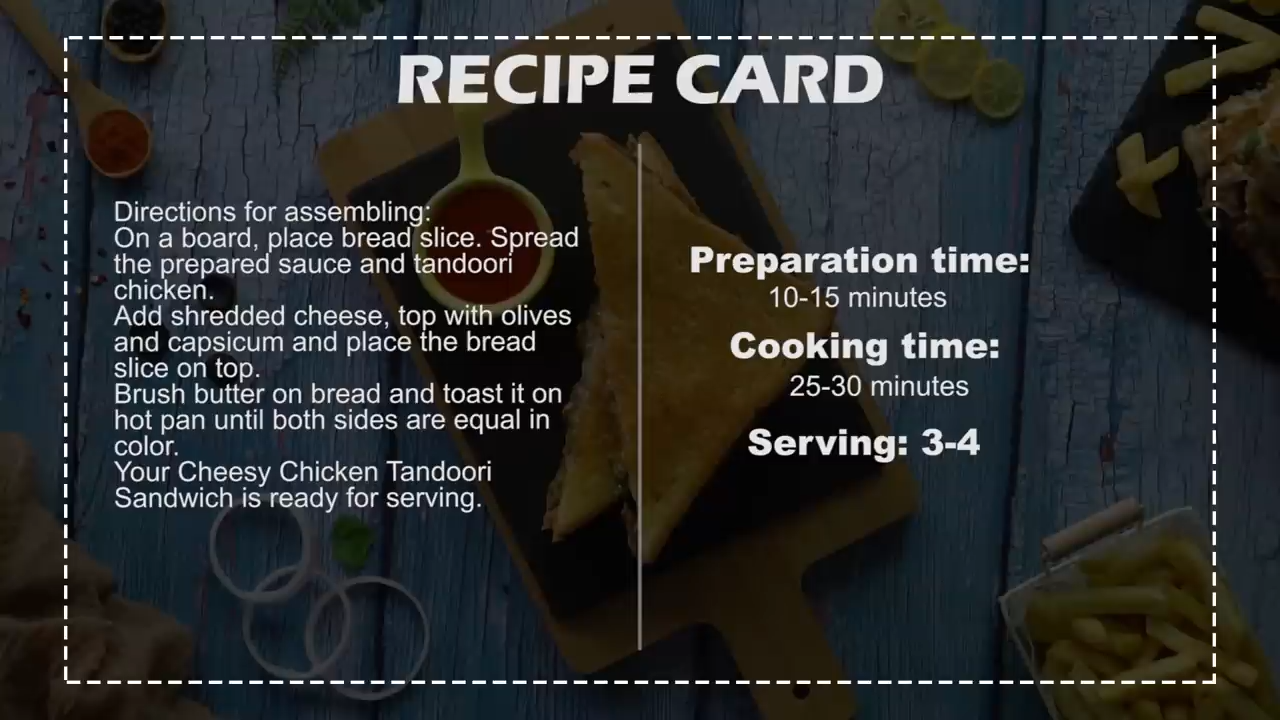 RECIPE CARD
Directions for assembling:
On a board, place bread slice. Spread
the prepared sauce and tandoori
chicken.
Add shredded cheese, top with olives
and capsicum and place the bread
slice on top.
Brush butter on bread and toast it on
hot pan until both sides are equal in
color.
Your Cheesy Chicken Tandoori
Sandwich is ready for serving.
Preparation time:
10-15 minutes
Cooking time:
25-30 minutes
Serving: 3-4